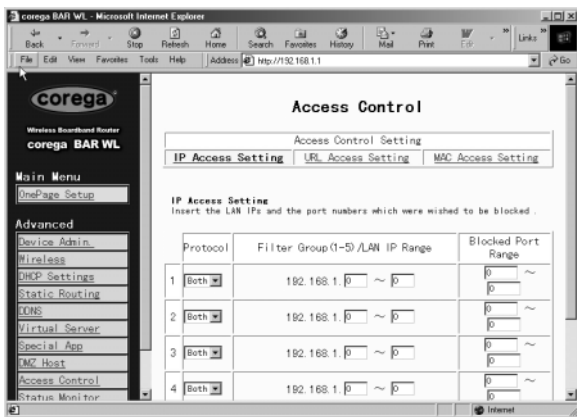 corega BAR WL - Microsoft Internet Explorer
Back Forward Stop Refresh Home Search Favorites History Mail Print Edit Links
File Edit View Favorites Tools Help Address http://192.168.1.1 Go
corega
Wireless Boardband Router
corega BAR WL
Main Menu
OnePage Setup
Advanced
Device Admin.
Wireless
DHCP Settings
Static Routing
DDNS
Virtual Server
Special App
DMZ Host
Access Control
Status Monitor
Access Control
Access Control Setting
IP Access Setting URL Access Setting MAC Access Setting
IP Access Setting
Insert the LAN IPs and the port numbers which were wished to be blocked .
Protocol Filter Group(1-5)/LAN IP Range Blocked Port Range
1 Both 192.168.1. 0 ~ 0 0 ~ 0
2 Both 192.168.1. 0 ~ 0 0 ~ 0
3 Both 192.168.1. 0 ~ 0 0 ~ 0
4 Both 192.168.1. 0 ~ 0 0 ~
Internet